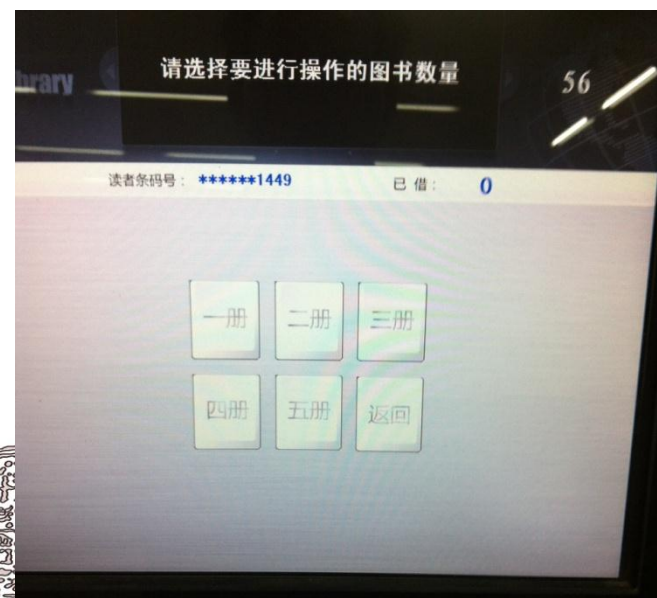 请选择要进行操作的图书数量
56
读者条码号： ******1449 已 借： 0
一册 二册 三册
四册 五册 返回